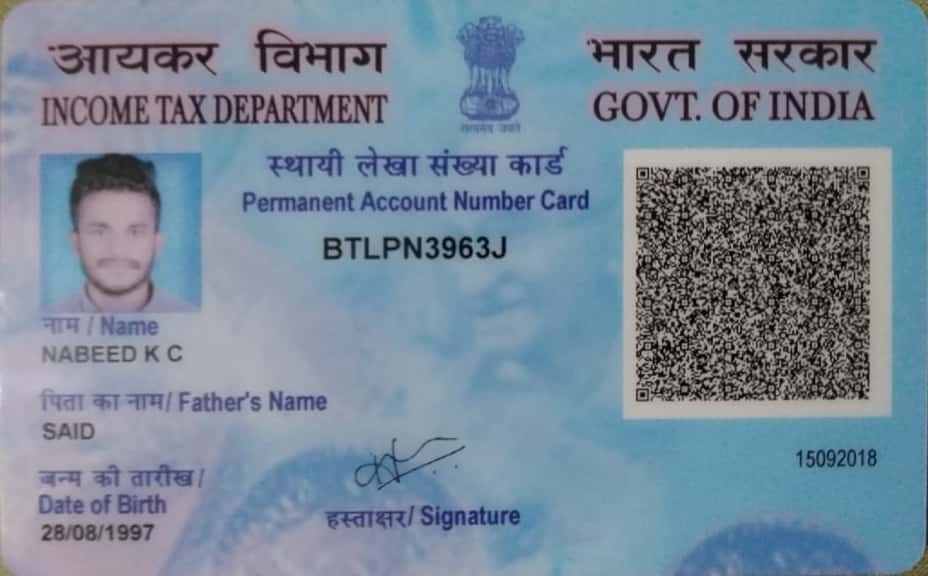 आयकर विभाग
INCOME TAX DEPARTMENT
भारत सरकार
GOVT. OF INDIA
सत्यमेव जयते
स्थायी लेखा संख्या कार्ड
Permanent Account Number Card
BTLPN3963J
नाम / Name
NABEED K C
पिता का नाम/ Father's Name
SAID
जन्म की तारीख/
Date of Birth
28/08/1997
हस्ताक्षर/ Signature
15092018